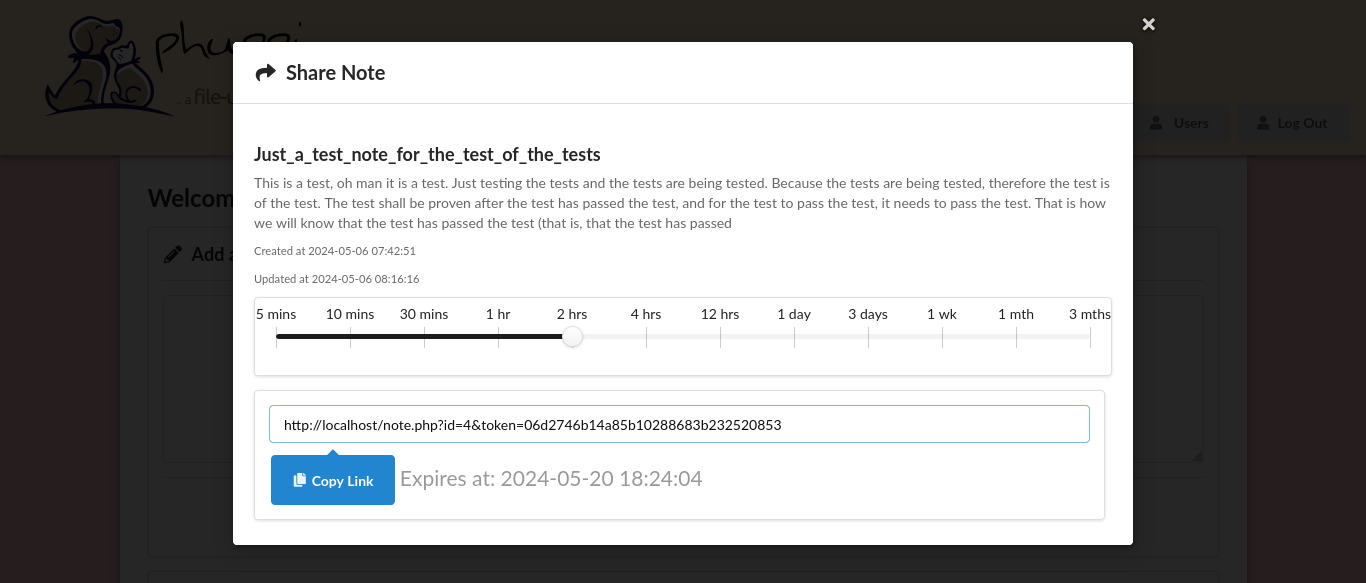 phuppi
... a file-u
Users
Log Out
Welcom
Add a
Share Note
Just_a_test_note_for_the_test_of_the_tests
This is a test, oh man it is a test. Just testing the tests and the tests are being tested. Because the tests are being tested, therefore the test is
of the test. The test shall be proven after the test has passed the test, and for the test to pass the test, it needs to pass the test. That is how
we will know that the test has passed the test (that is, that the test has passed
Created at 2024-05-06 07:42:51
Updated at 2024-05-06 08:16:16
5 mins 10 mins 30 mins 1 hr 2 hrs 4 hrs 12 hrs 1 day 3 days 1 wk 1 mth 3 mths
http://localhost/note.php?id=4&token=06d2746b14a85b10288683b232520853
Copy Link Expires at: 2024-05-20 18:24:04